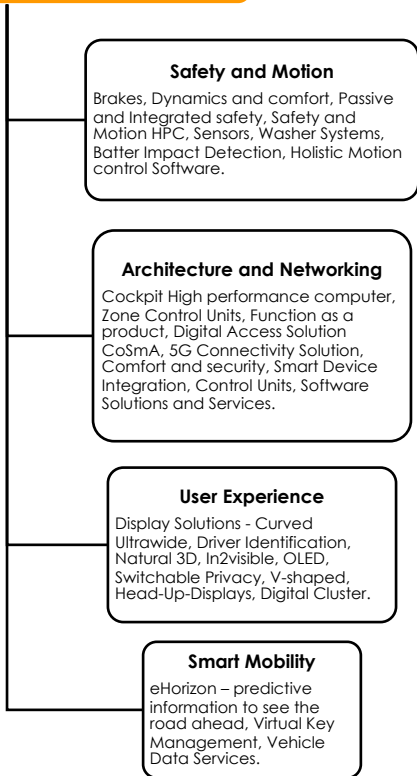 Safety and Motion
Brakes, Dynamics and comfort, Passive
and Integrated safety, Safety and
Motion HPC, Sensors, Washer Systems,
Batter Impact Detection, Holistic Motion
control Software.
Architecture and Networking
Cockpit High performance computer,
Zone Control Units, Function as a
product, Digital Access Solution
CoSmA, 5G Connectivity Solution,
Comfort and security, Smart Device
Integration, Control Units, Software
Solutions and Services.
User Experience
Display Solutions - Curved
Ultrawide, Driver Identification,
Natural 3D, In2visible, OLED,
Switchable Privacy, V-shaped,
Head-Up-Displays, Digital Cluster.
Smart Mobility
eHorizon – predictive
information to see the
road ahead, Virtual Key
Management, Vehicle
Data Services.